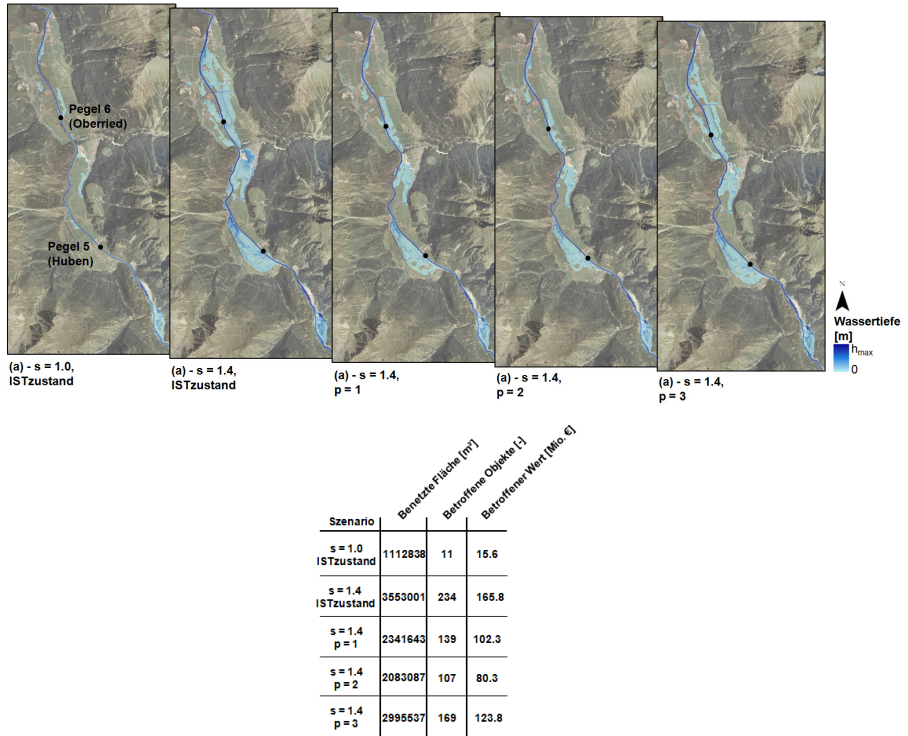 Pegel 6
(Oberried)
Pegel 5
(Huben)
N
Wassertiefe
[m]
hmax
0
(a) - s = 1.0,
ISTzustand
(a) - s = 1.4,
ISTzustand
(a) - s = 1.4,
p = 1
(a) - s = 1.4,
p = 2
(a) - s = 1.4,
p = 3
Szenario
Benetzte Fläche [m²]
Betroffene Objekte [-]
Betroffener Wert [Mio. €]
s = 1.0
ISTzustand
1112838
11
15.6
s = 1.4
ISTzustand
3553001
234
165.8
s = 1.4
p = 1
2341643
139
102.3
s = 1.4
p = 2
2083087
107
80.3
s = 1.4
p = 3
2995537
169
123.8